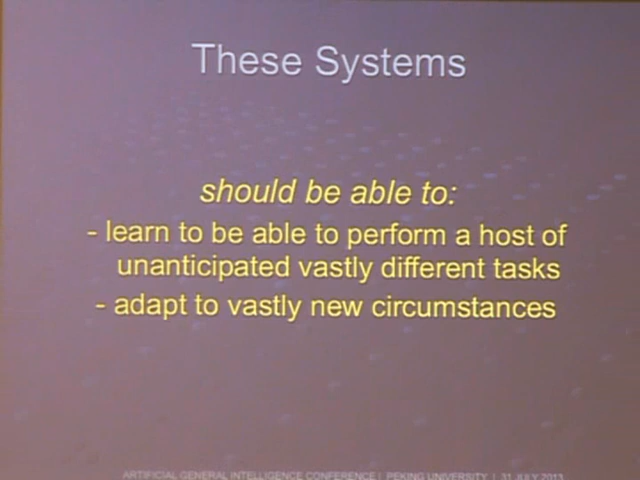 These Systems
should be able to:
- learn to be able to perform a host of
unanticipated vastly different tasks
- adapt to vastly new circumstances
ARTIFICIAL GENERAL INTELLIGENCE CONFERENCE | PEKING UNIVERSITY | 31 JULY 2013